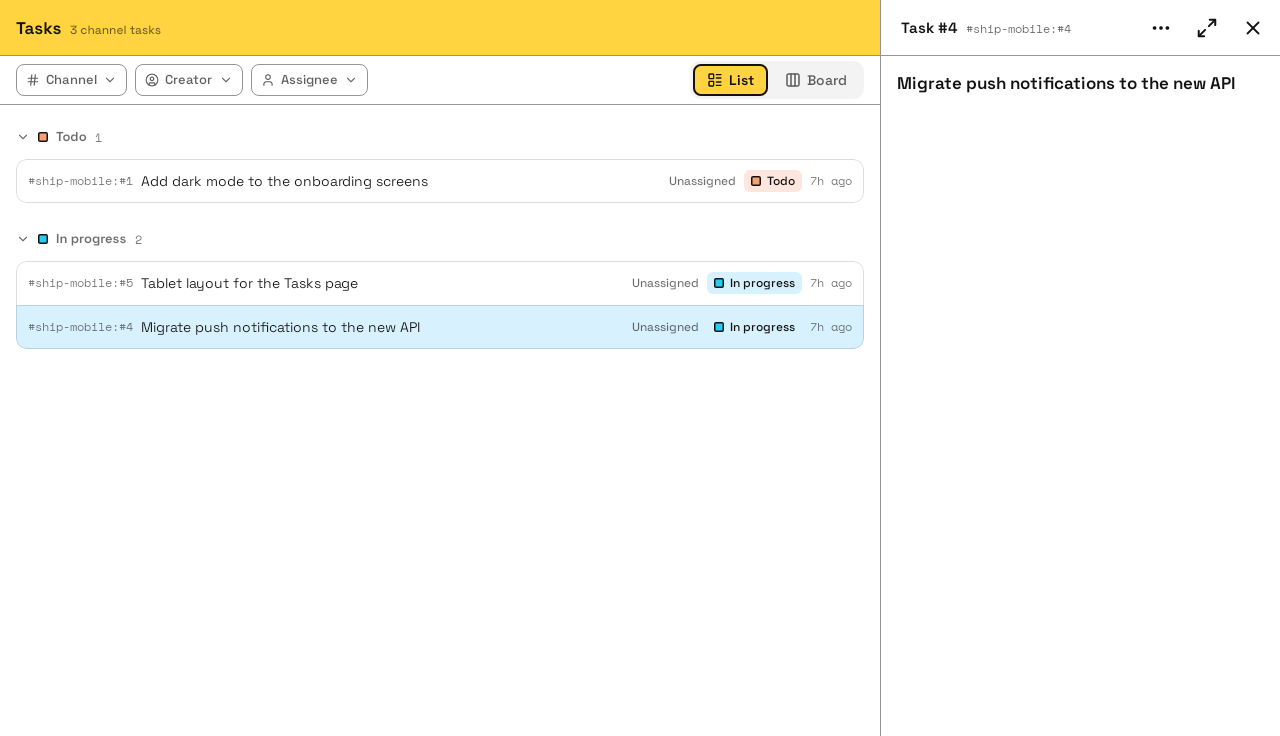 Tasks 3 channel tasks
Channel Creator Assignee List Board
Todo 1
#ship-mobile:#1 Add dark mode to the onboarding screens Unassigned Todo 7h ago
In progress 2
#ship-mobile:#5 Tablet layout for the Tasks page Unassigned In progress 7h ago
#ship-mobile:#4 Migrate push notifications to the new API Unassigned In progress 7h ago
Task #4 #ship-mobile:#4
Migrate push notifications to the new API